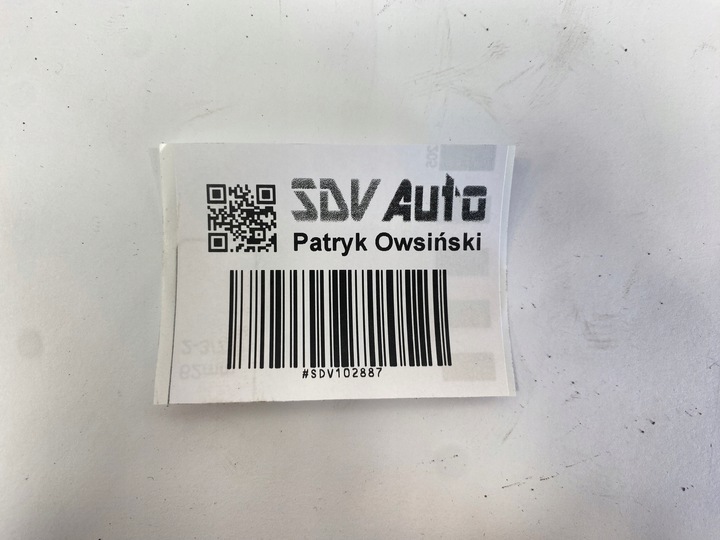 SDV Auto
Patryk Owsiński
#SDV102887